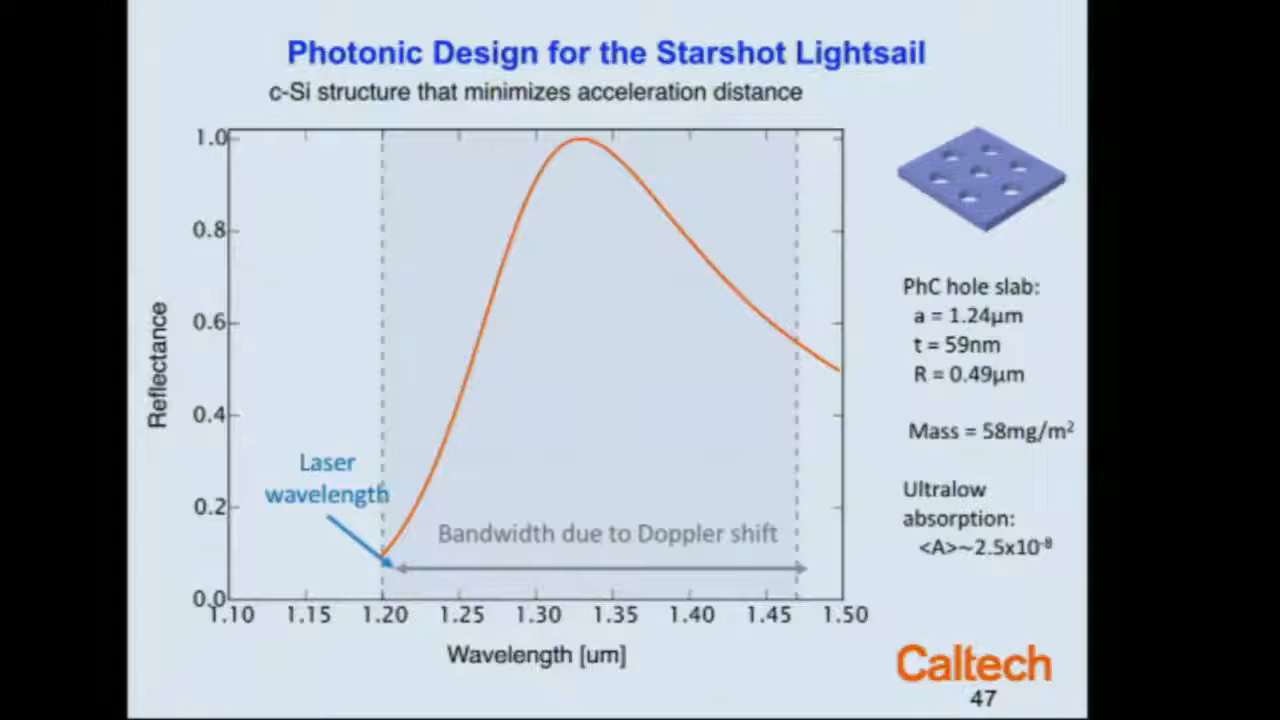 Photonic Design for the Starshot Lightsail
c-Si structure that minimizes acceleration distance
1.0
0.8
0.6
0.4
0.2
0.0
Reflectance
Laser
wavelength
Bandwidth due to Doppler shift
1.10 1.15 1.20 1.25 1.30 1.35 1.40 1.45 1.50
Wavelength [um]
PhC hole slab:
a = 1.24μm
t = 59nm
R = 0.49μm
Mass = 58mg/m²
Ultralow
absorption:
<A>~2.5x10⁻⁸
Caltech
47